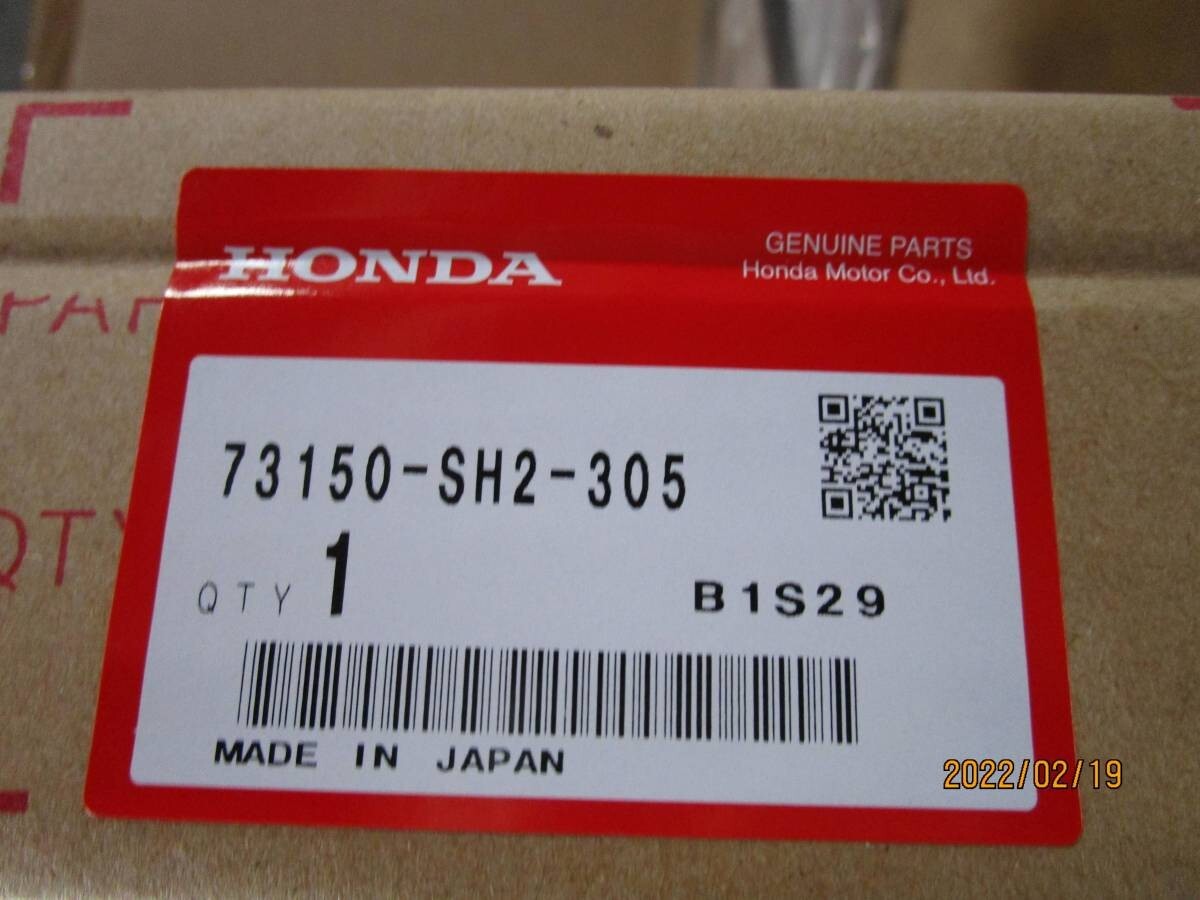 HONDA
GENUINE PARTS
Honda Motor Co., Ltd.
73150-SH2-305
QTY 1
B1S29
MADE IN JAPAN
2022/02/19
QTY